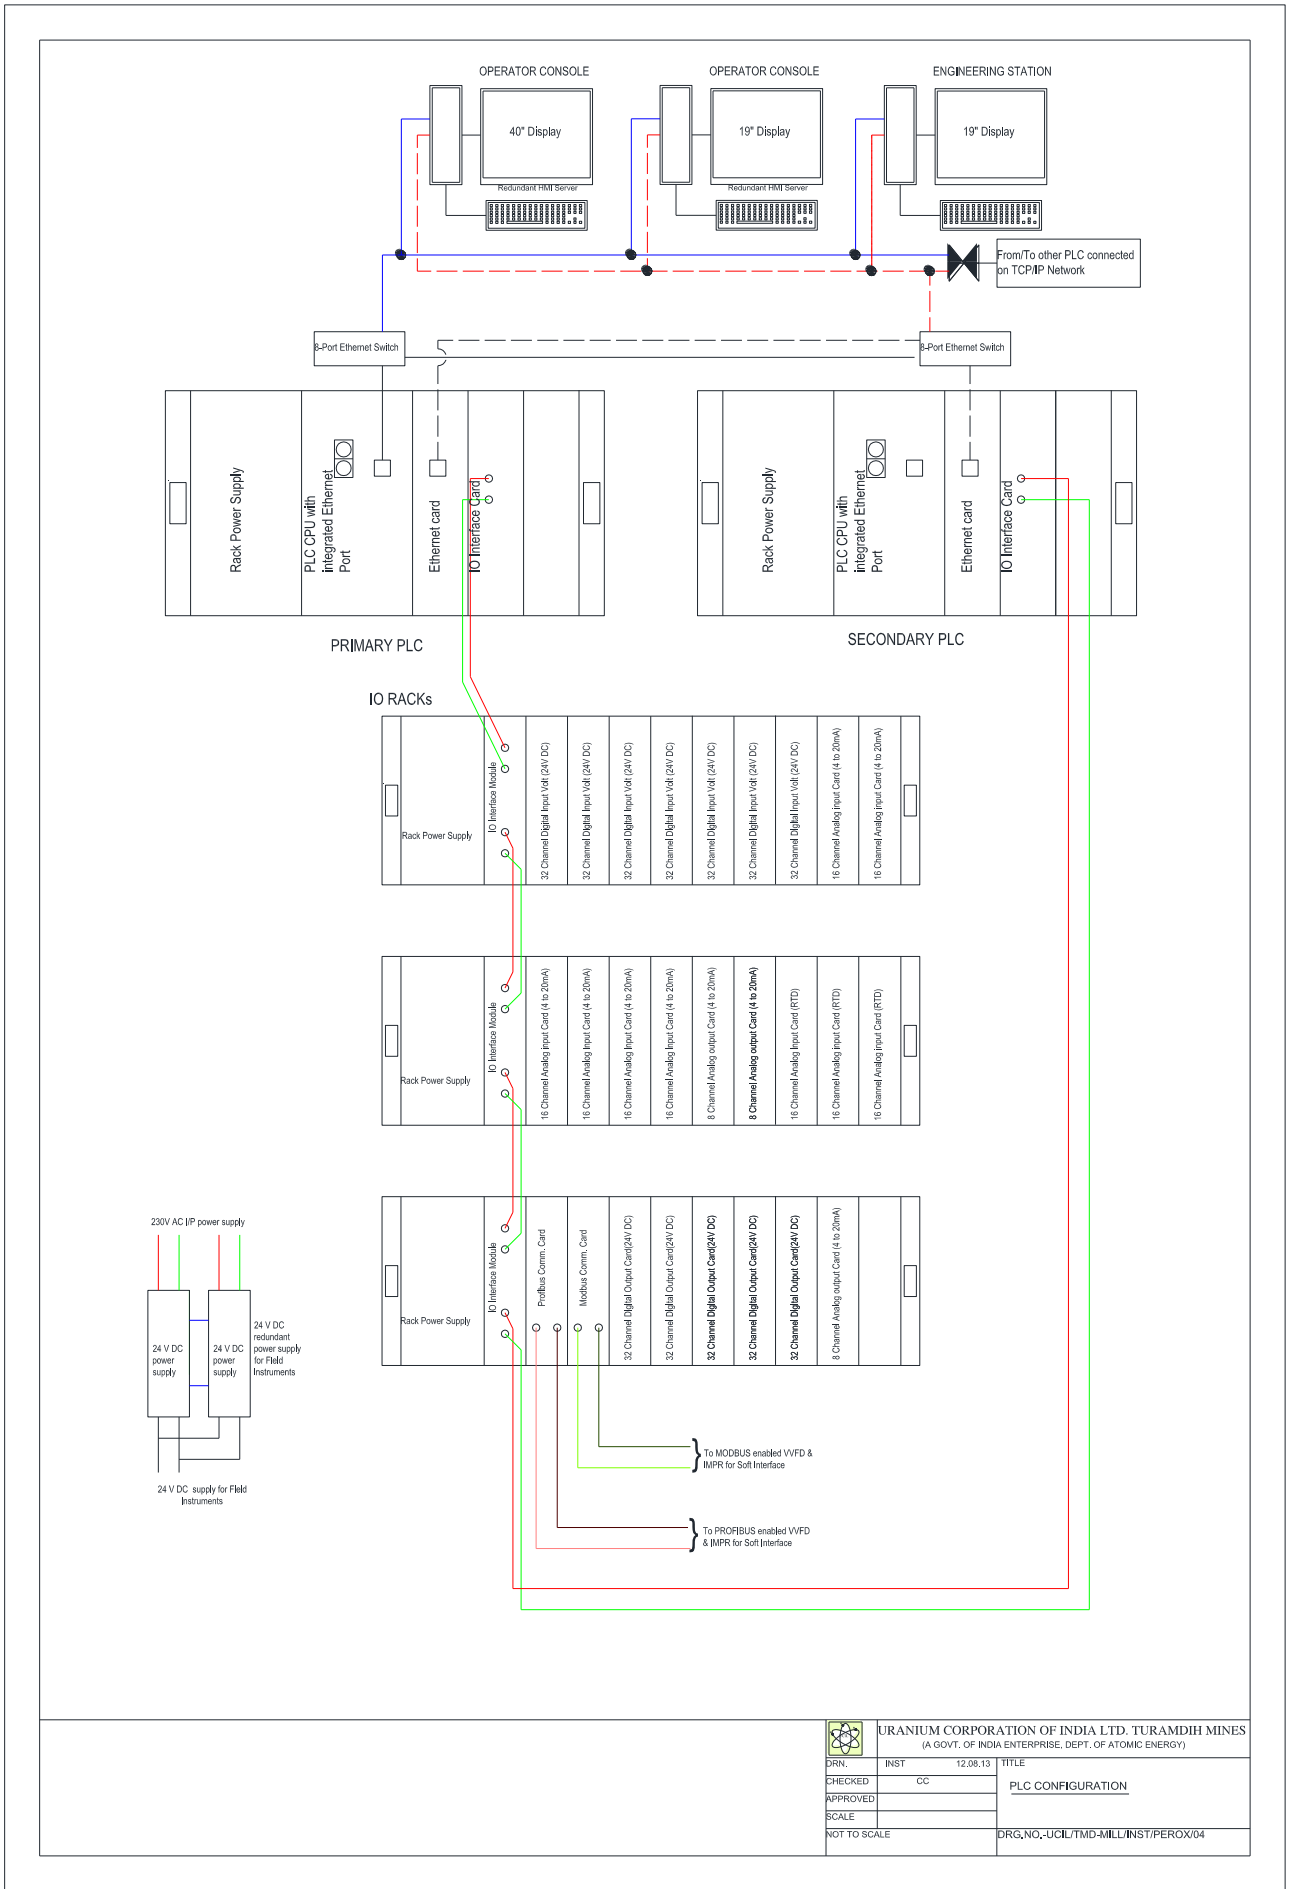 OPERATOR CONSOLE
OPERATOR CONSOLE
ENGINEERING STATION
40" Display
19" Display
19" Display
Redundant HMI Server
Redundant HMI Server
From/To other PLC connected
on TCP/IP Network
8-Port Ethernet Switch
8-Port Ethernet Switch
Rack Power Supply
PLC CPU with
integrated Ethernet
Port
Ethernet card
IO Interface Card
Rack Power Supply
PLC CPU with
integrated Ethernet
Port
Ethernet card
IO Interface Card
PRIMARY PLC
SECONDARY PLC
IO RACKs
Rack Power Supply
IO Interface Module
32 Channel Digital Input Volt (24V DC)
32 Channel Digital Input Volt (24V DC)
32 Channel Digital Input Volt (24V DC)
32 Channel Digital Input Volt (24V DC)
32 Channel Digital Input Volt (24V DC)
32 Channel Digital Input Volt (24V DC)
32 Channel Digital Input Volt (24V DC)
16 Channel Analog input Card (4 to 20mA)
16 Channel Analog input Card (4 to 20mA)
Rack Power Supply
IO Interface Module
16 Channel Analog input Card (4 to 20mA)
16 Channel Analog Input Card (4 to 20mA)
16 Channel Analog Input Card (4 to 20mA)
16 Channel Analog Input Card (4 to 20mA)
8 Channel Analog output Card (4 to 20mA)
8 Channel Analog output Card (4 to 20mA)
16 Channel Analog Input Card (RTD)
16 Channel Analog input Card (RTD)
16 Channel Analog input Card (RTD)
Rack Power Supply
IO Interface Module
Profibus Comm. Card
Modbus Comm. Card
32 Channel Digital Output Card(24V DC)
32 Channel Digital Output Card(24V DC)
32 Channel Digital Output Card(24V DC)
32 Channel Digital Output Card(24V DC)
32 Channel Digital Output Card(24V DC)
8 Channel Analog output Card (4 to 20mA)
230V AC I/P power supply
24 V DC
power
supply
24 V DC
power
supply
24 V DC
redundant
power supply
for Field
Instruments
24 V DC supply for Field
Instruments
To MODBUS enabled VVFD &
IMPR for Soft Interface
To PROFIBUS enabled VVFD
& IMPR for Soft Interface
URANIUM CORPORATION OF INDIA LTD. TURAMDIH MINES
(A GOVT. OF INDIA ENTERPRISE, DEPT. OF ATOMIC ENERGY)
DRN. INST 12.08.13
TITLE
CHECKED CC
PLC CONFIGURATION
APPROVED
SCALE
NOT TO SCALE
DRG.NO.-UCIL/TMD-MILL/INST/PEROX/04